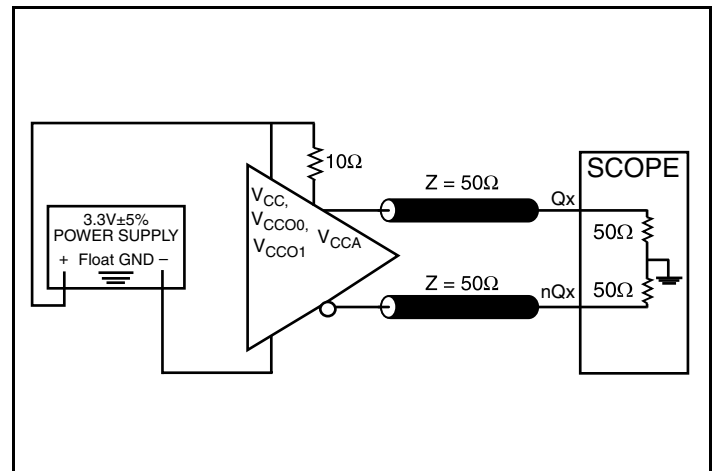 10Ω
V_CC,
V_CCO0,
V_CCO1
V_CCA
3.3V±5%
POWER SUPPLY
+ Float GND –
Z = 50Ω
Qx
Z = 50Ω
nQx
SCOPE
50Ω
50Ω